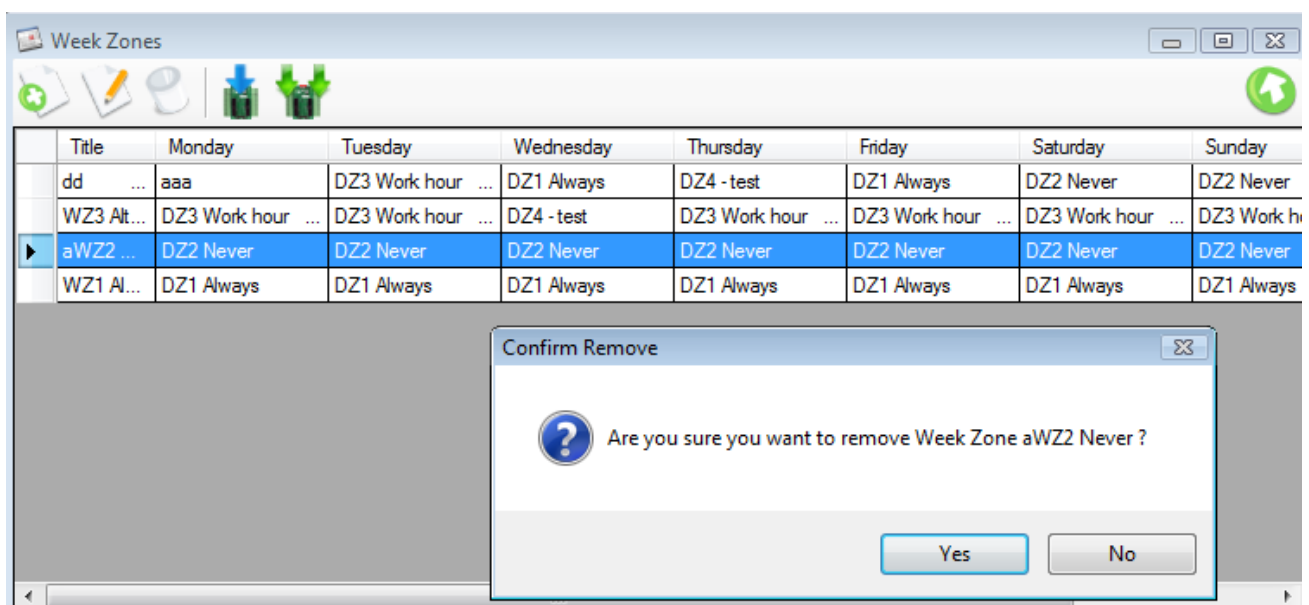 Week Zones
Title Monday Tuesday Wednesday Thursday Friday Saturday Sunday
dd ... aaa DZ3 Work hour ... DZ1 Always DZ4 - test DZ1 Always DZ2 Never DZ2 Never
WZ3 Alt... DZ3 Work hour ... DZ3 Work hour ... DZ4 - test DZ3 Work hour ... DZ3 Work hour ... DZ3 Work hour ... DZ3 Work h
aWZ2 ... DZ2 Never DZ2 Never DZ2 Never DZ2 Never DZ2 Never DZ2 Never DZ2 Never
WZ1 Al... DZ1 Always DZ1 Always DZ1 Always DZ1 Always DZ1 Always DZ1 Always DZ1 Always
Confirm Remove
Are you sure you want to remove Week Zone aWZ2 Never ?
Yes No